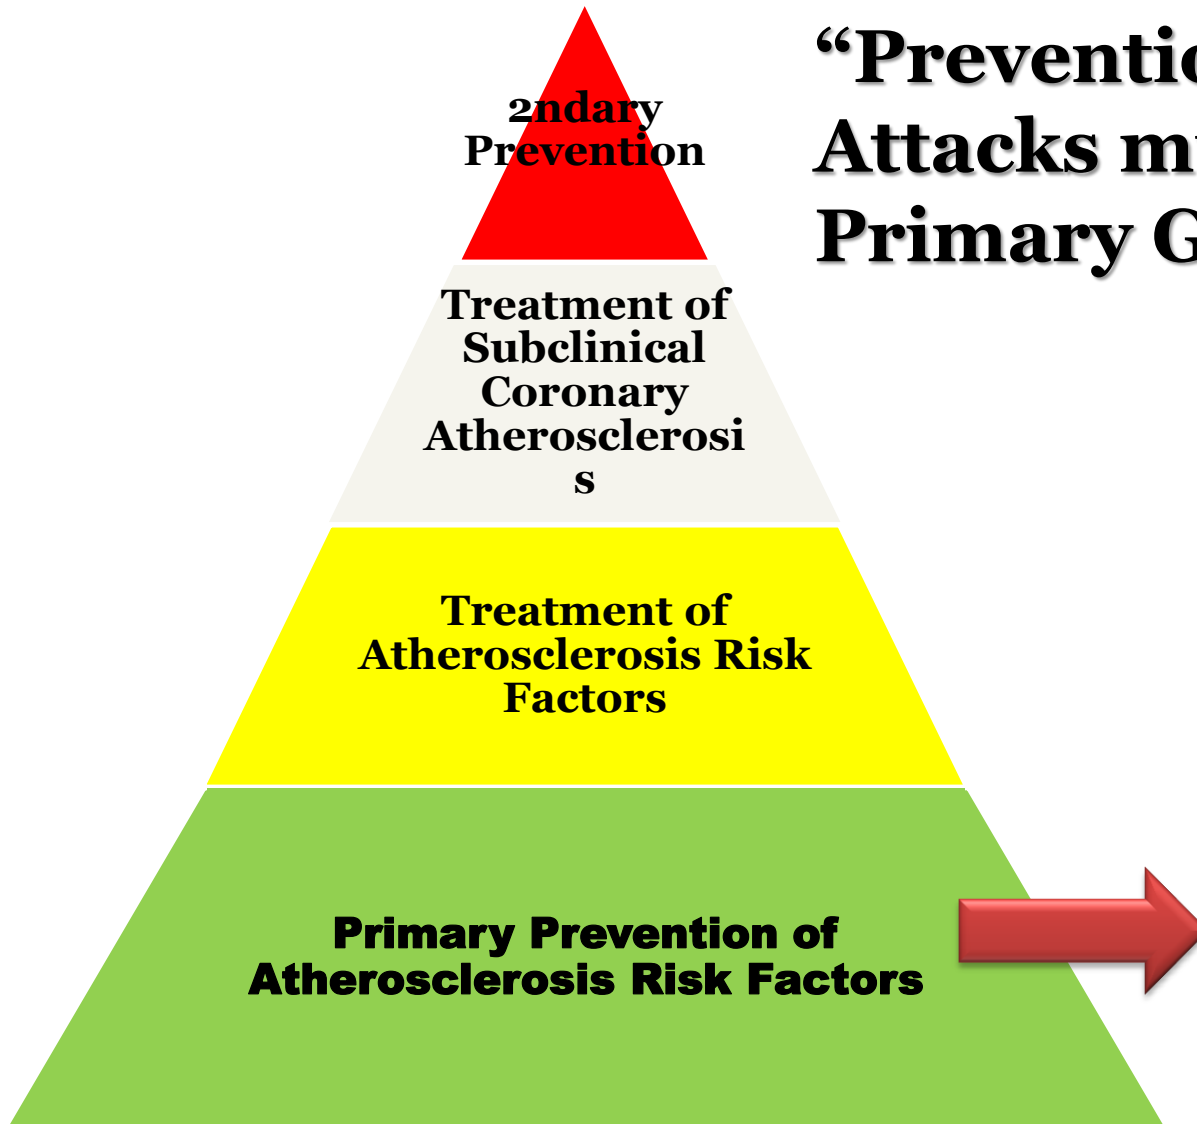 2ndary
Prevention
“Preventio
Attacks m
Primary G
Treatment of
Subclinical
Coronary
Atherosclerosi
s
Treatment of
Atherosclerosis Risk
Factors
Primary Prevention of
Atherosclerosis Risk Factors